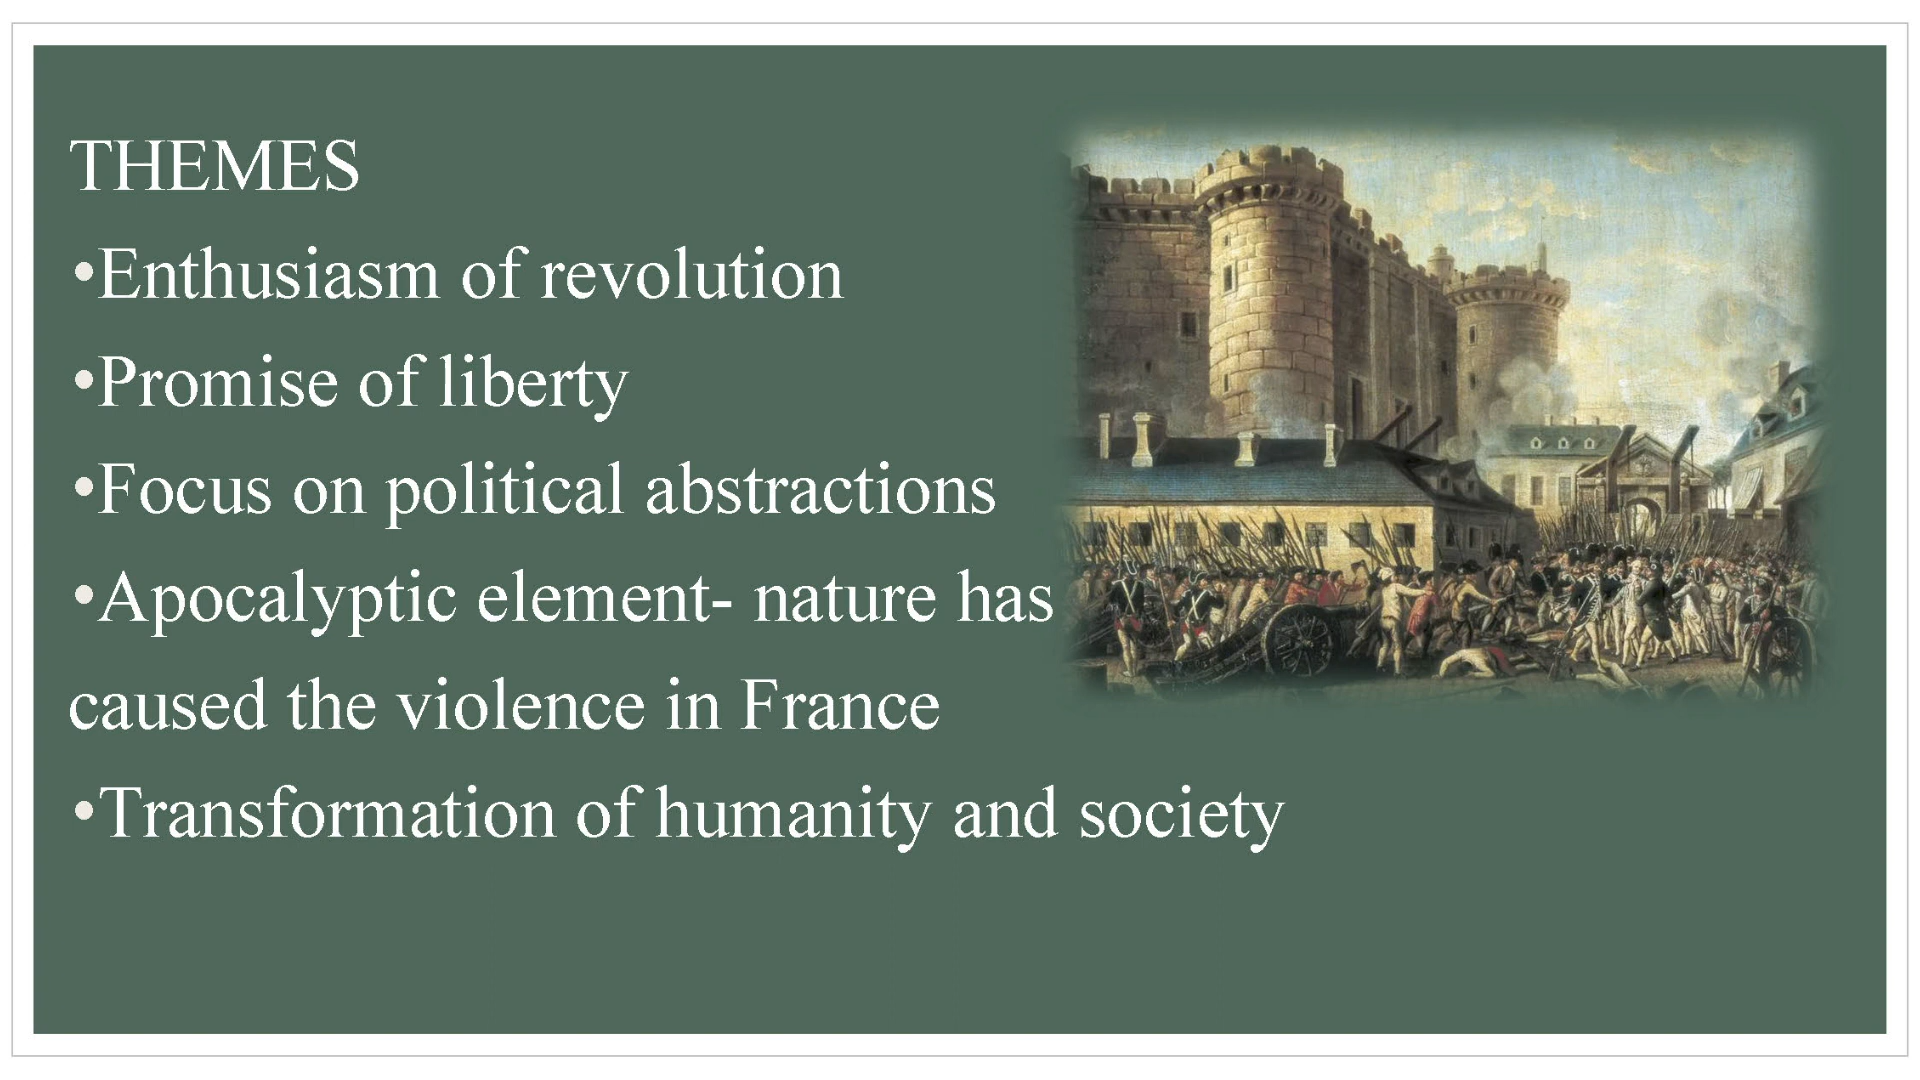 THEMES
•Enthusiasm of revolution
•Promise of liberty
•Focus on political abstractions
•Apocalyptic element- nature has
caused the violence in France
•Transformation of humanity and society